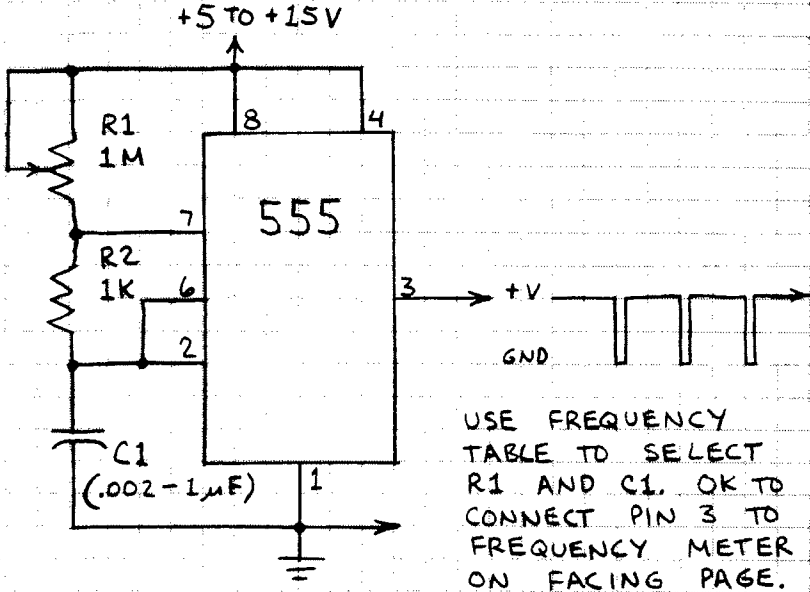 +5 TO +15V
8
4
R1
1M
7
555
R2
1K
6
3
+V
2
GND
C1
(.002-1μF)
1
USE FREQUENCY
TABLE TO SELECT
R1 AND C1. OK TO
CONNECT PIN 3 TO
FREQUENCY METER
ON FACING PAGE.